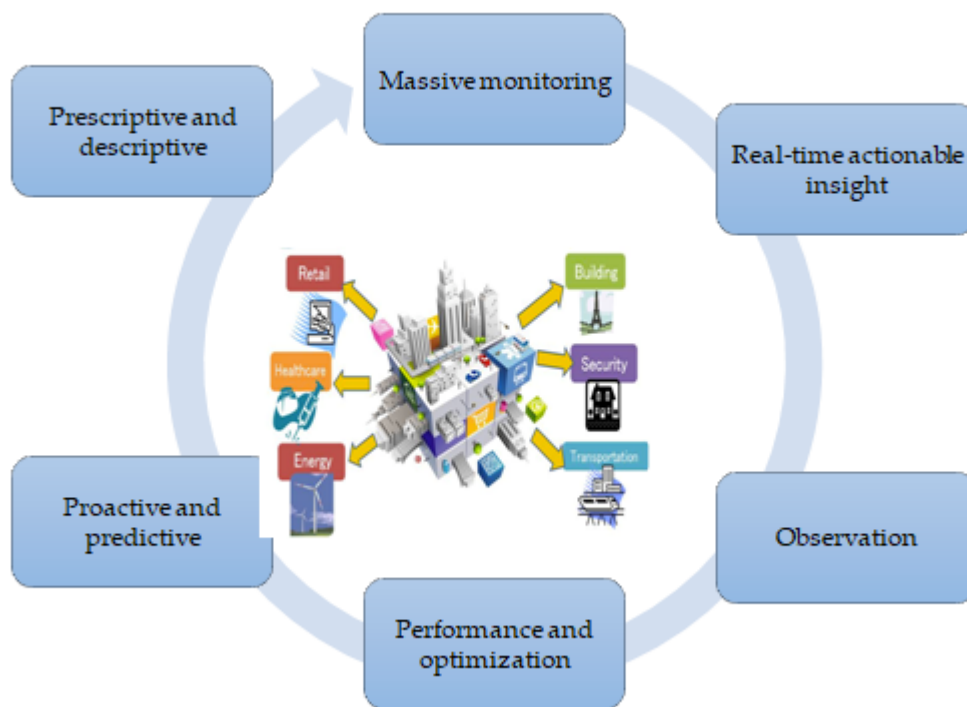 Massive monitoring
Prescriptive and
descriptive
Real-time actionable
insight
Retail
Building
Healthcare
Security
Energy
Transportation
Proactive and
predictive
Observation
Performance and
optimization